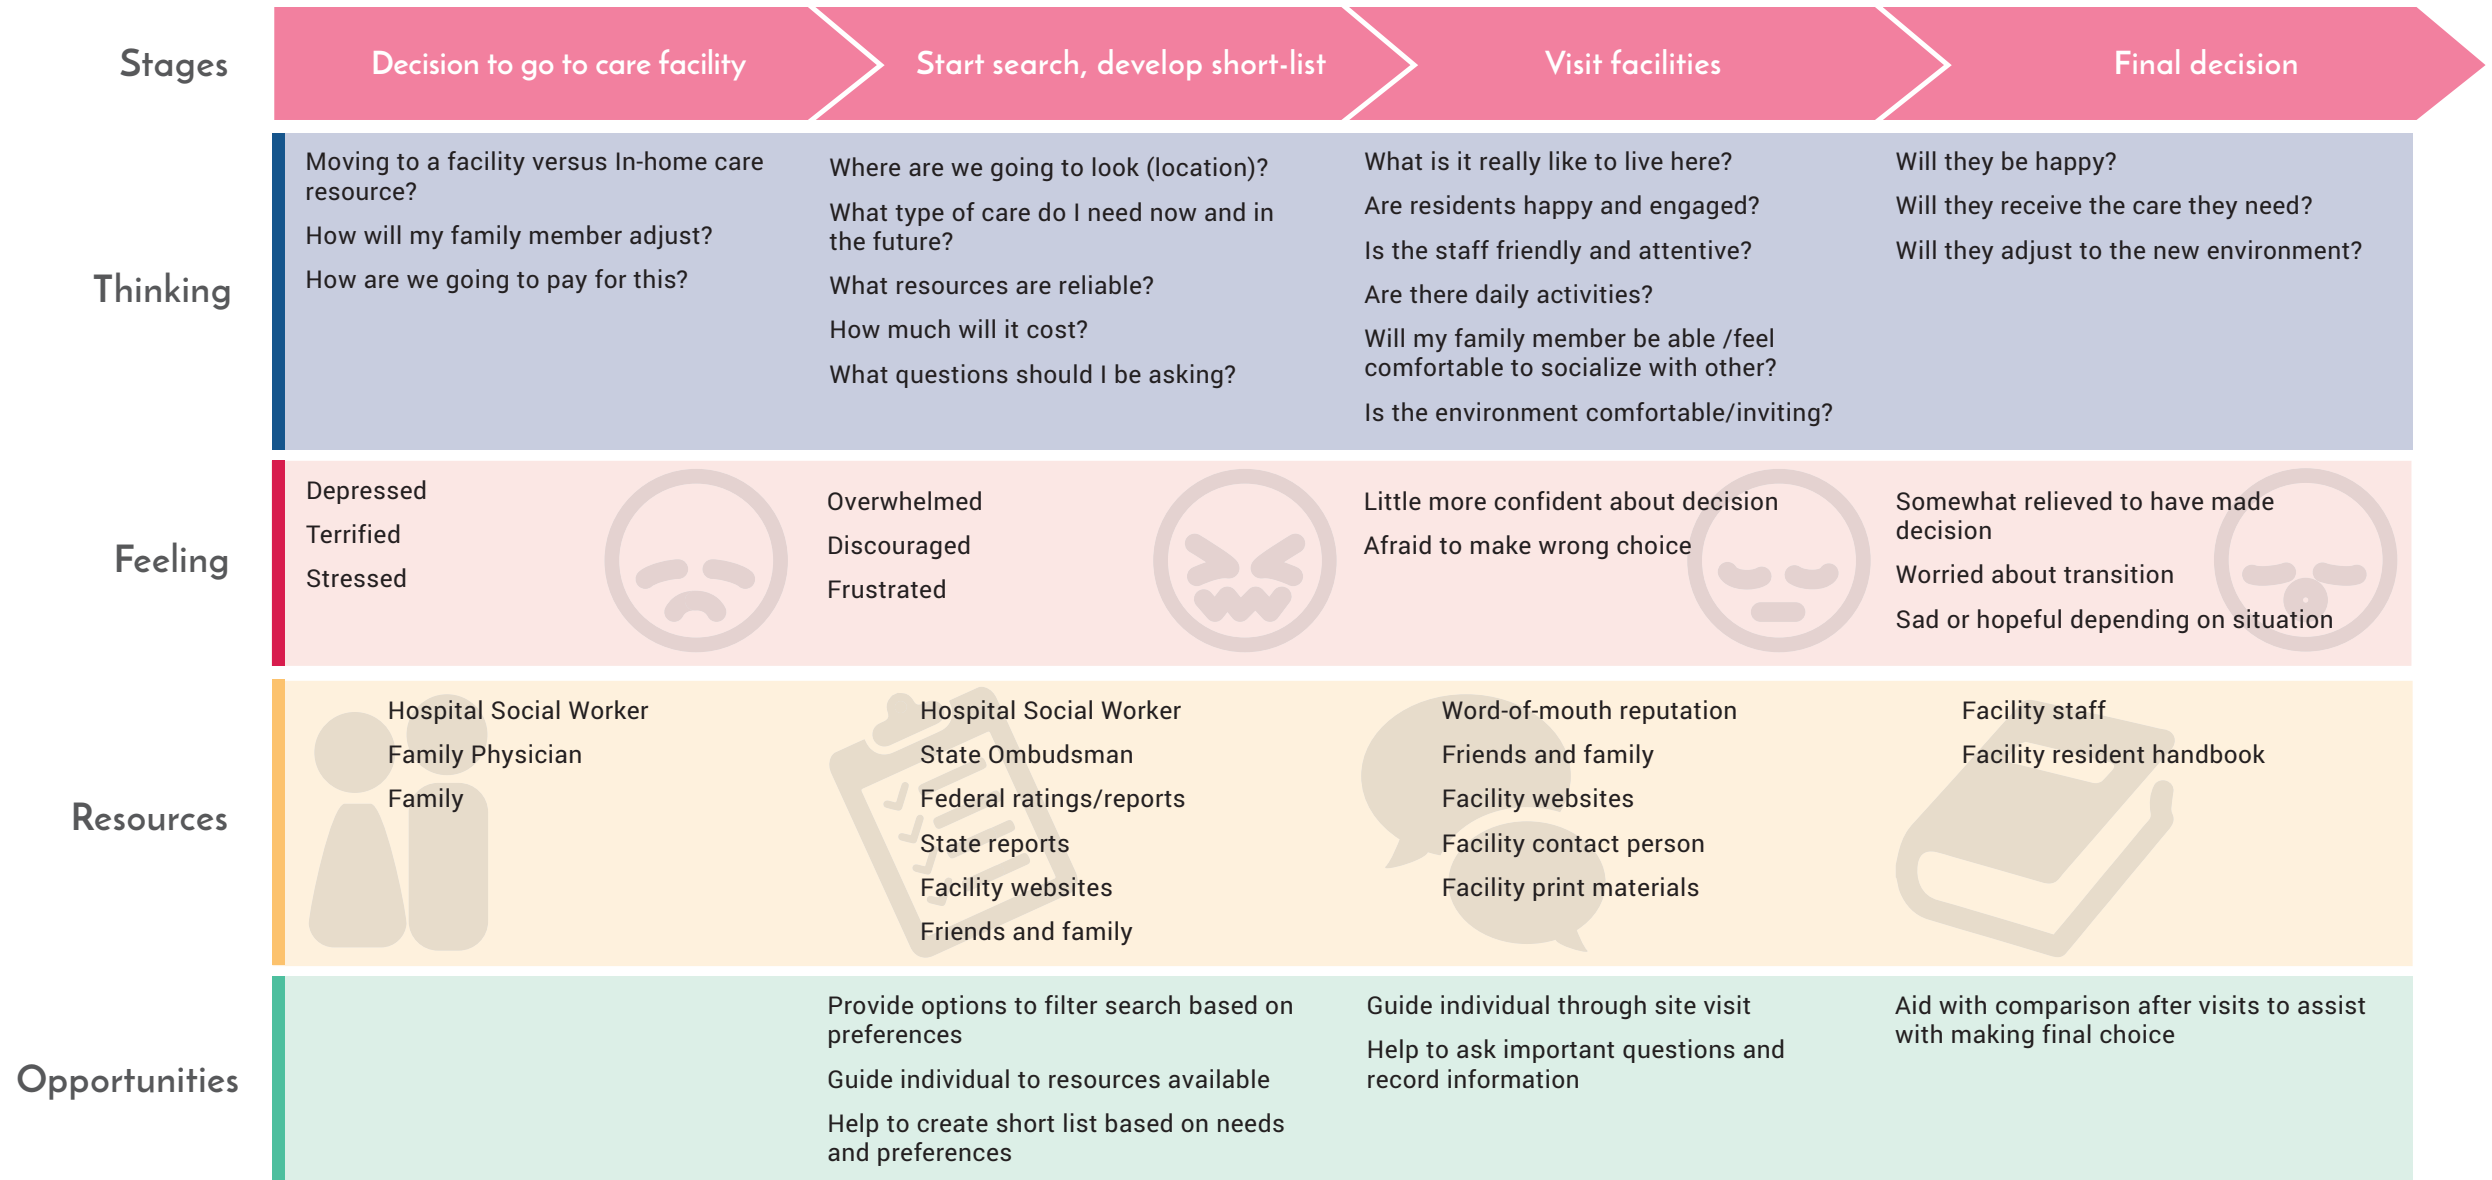 Stages
Decision to go to care facility
Start search, develop short-list
Visit facilities
Final decision
Thinking
Moving to a facility versus In-home care
resource?
How will my family member adjust?
How are we going to pay for this?
Where are we going to look (location)?
What type of care do I need now and in
the future?
What resources are reliable?
How much will it cost?
What questions should I be asking?
What is it really like to live here?
Are residents happy and engaged?
Is the staff friendly and attentive?
Are there daily activities?
Will my family member be able /feel
comfortable to socialize with other?
Is the environment comfortable/inviting?
Will they be happy?
Will they receive the care they need?
Will they adjust to the new environment?
Feeling
Depressed
Terrified
Stressed
Overwhelmed
Discouraged
Frustrated
Little more confident about decision
Afraid to make wrong choice
Somewhat relieved to have made
decision
Worried about transition
Sad or hopeful depending on situation
Resources
Hospital Social Worker
Family Physician
Family
Hospital Social Worker
State Ombudsman
Federal ratings/reports
State reports
Facility websites
Friends and family
Word-of-mouth reputation
Friends and family
Facility websites
Facility contact person
Facility print materials
Facility staff
Facility resident handbook
Opportunities
Provide options to filter search based on
preferences
Guide individual to resources available
Help to create short list based on needs
and preferences
Guide individual through site visit
Help to ask important questions and
record information
Aid with comparison after visits to assist
with making final choice